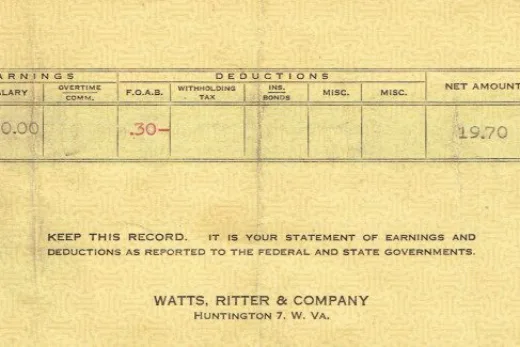 ARNINGS DEDUCTIONS
LARY OVERTIME COMM. F.O.A.B. WITHHOLDING TAX INS. BONDS MISC. MISC. NET AMOUNT
0.00 .30– 19.70
KEEP THIS RECORD. IT IS YOUR STATEMENT OF EARNINGS AND
DEDUCTIONS AS REPORTED TO THE FEDERAL AND STATE GOVERNMENTS.
WATTS, RITTER & COMPANY
HUNTINGTON 7, W. VA.